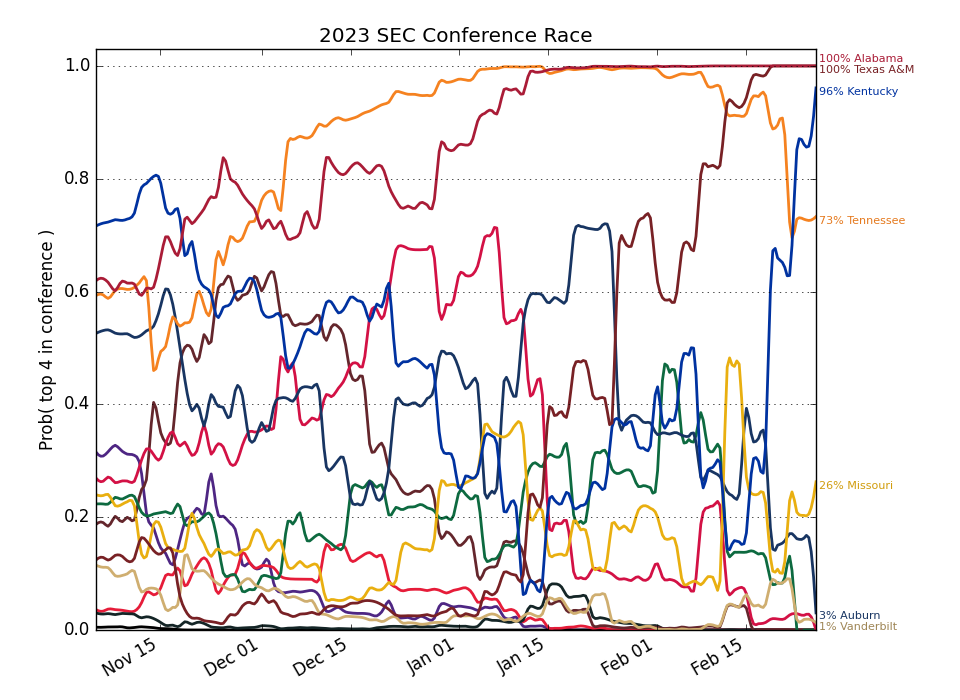 2023 SEC Conference Race
Prob( top 4 in conference )
1.0
0.8
0.6
0.4
0.2
0.0
Nov 15
Dec 01
Dec 15
Jan 01
Jan 15
Feb 01
Feb 15
100% Alabama
100% Texas A&M
96% Kentucky
73% Tennessee
26% Missouri
3% Auburn
1% Vanderbilt